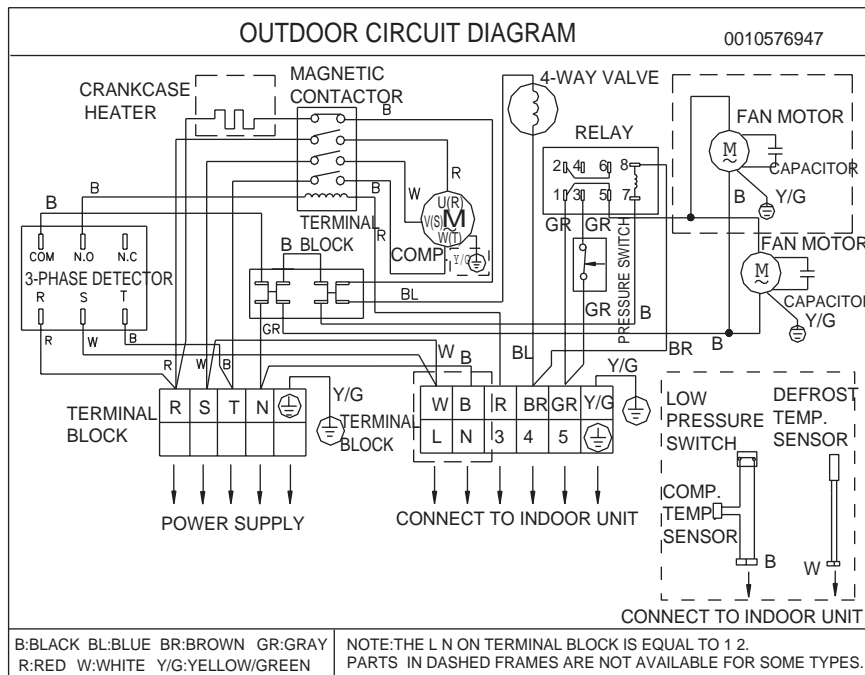 OUTDOOR CIRCUIT DIAGRAM
0010576947
CRANKCASE
HEATER
MAGNETIC
CONTACTOR
B
4-WAY VALVE
RELAY
2 4 6 8
1 3 5 7
FAN MOTOR
M
CAPACITOR
B
Y/G
R
W
B
R
U(R)
V(S) M
W(T)
COMP.
Y/G
TERMINAL
BLOCK
B
B
B
COM N.O N.C
3-PHASE DETECTOR
R S T
R W B
GR
BL
GR GR
PRESSURE SWITCH
GR
B
FAN MOTOR
M
CAPACITOR
Y/G
B
BR
BL
W
B
R W B
Y/G
Y/G
TERMINAL
BLOCK
R S T N
TERMINAL
BLOCK
W B R BR GR Y/G
L N 3 4 5
POWER SUPPLY
CONNECT TO INDOOR UNIT
LOW
PRESSURE
SWITCH
DEFROST
TEMP.
SENSOR
COMP.
TEMP.
SENSOR
B
W
CONNECT TO INDOOR UNIT
B:BLACK BL:BLUE BR:BROWN GR:GRAY
R:RED W:WHITE Y/G:YELLOW/GREEN
NOTE:THE L N ON TERMINAL BLOCK IS EQUAL TO 1 2.
PARTS IN DASHED FRAMES ARE NOT AVAILABLE FOR SOME TYPES.